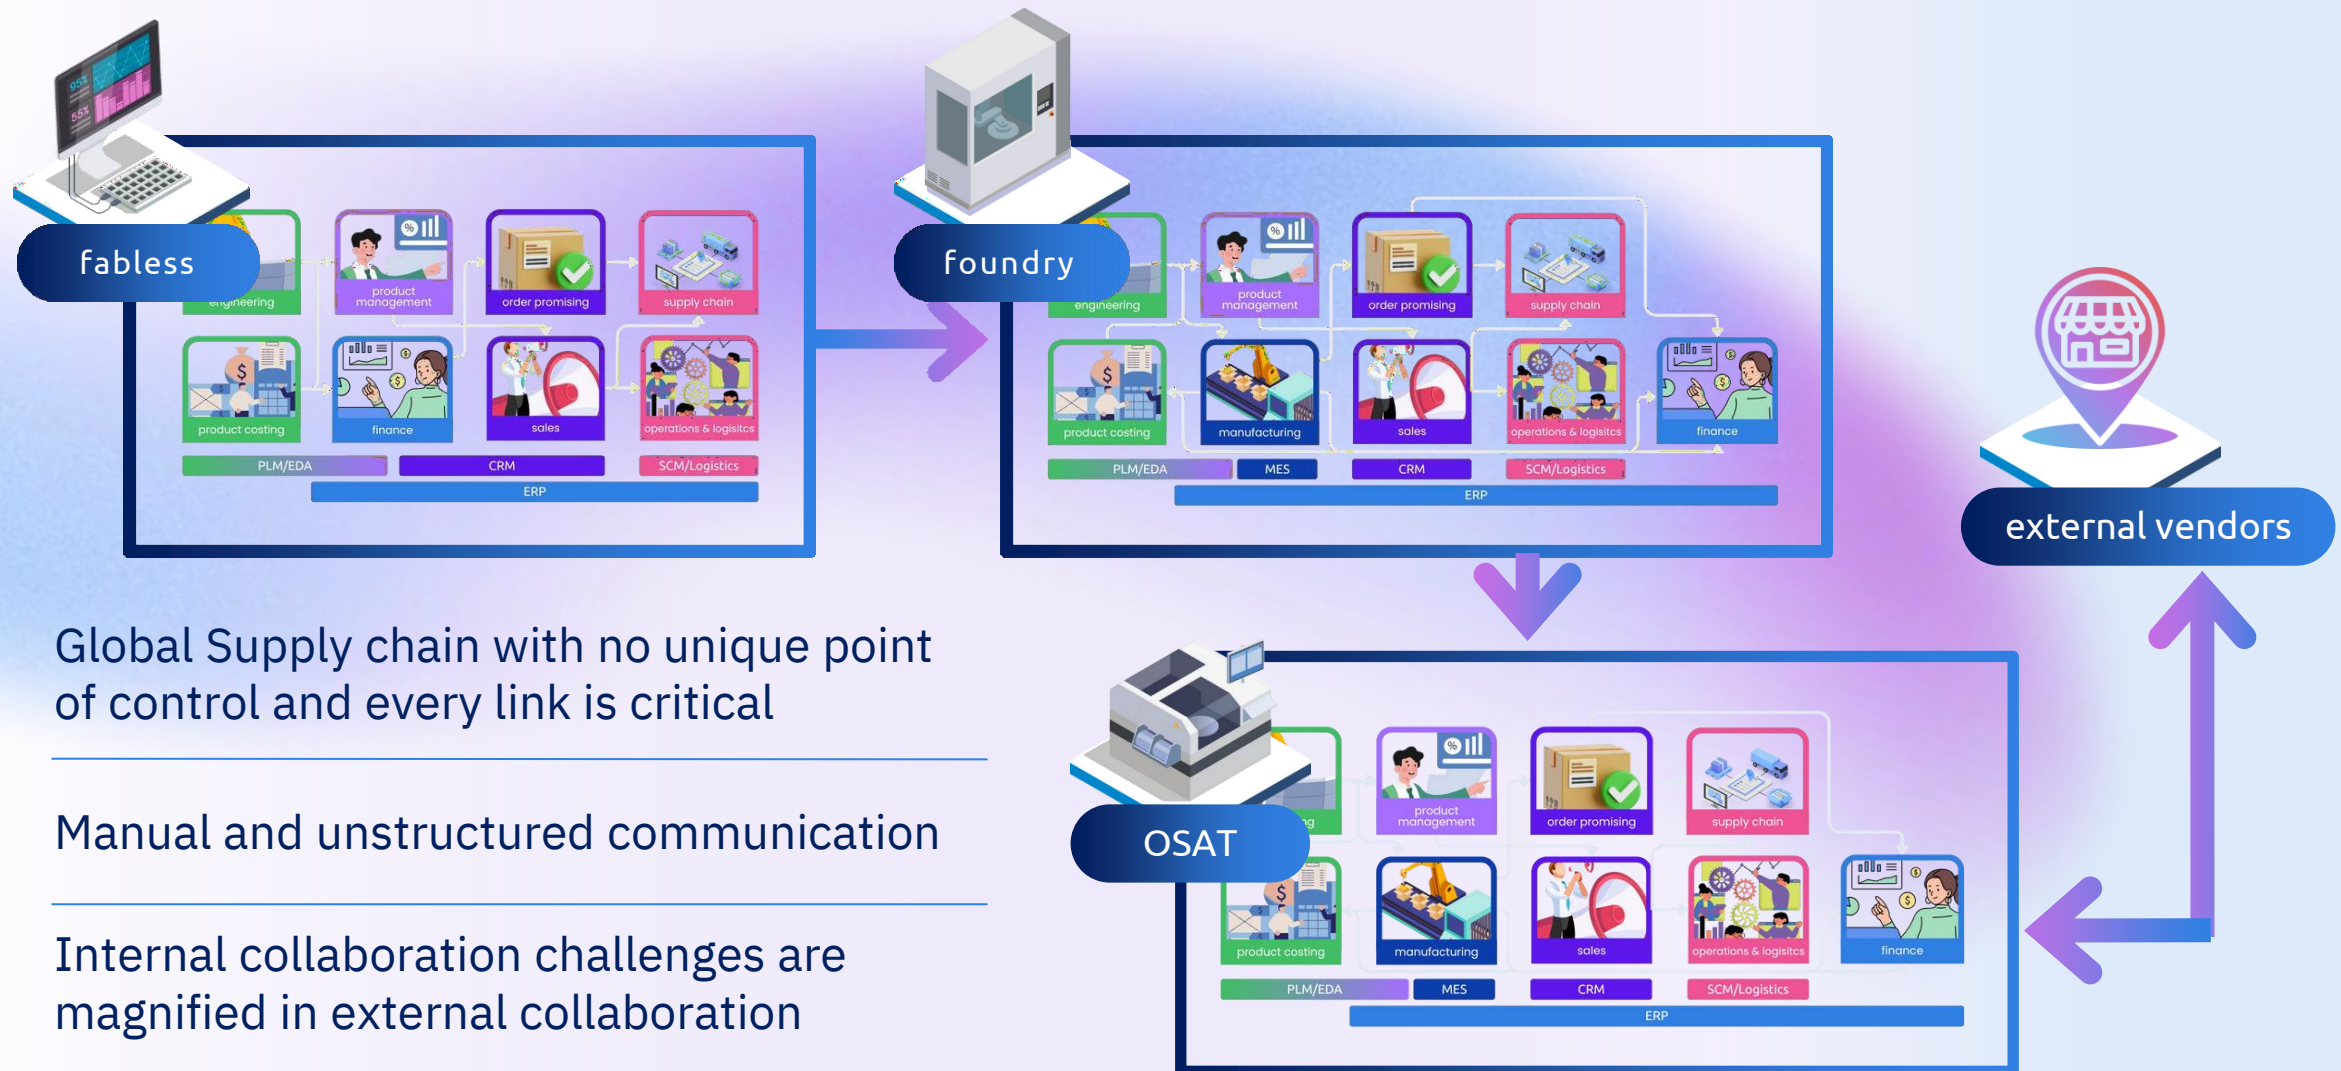 95%
55%
fabless
engineering
product
management
order promising
supply chain
product costing
finance
sales
operations & logisitcs
PLM/EDA
CRM
SCM/Logistics
ERP
foundry
engineering
product
management
order promising
supply chain
product costing
manufacturing
sales
operations & logisitcs
finance
PLM/EDA
MES
CRM
SCM/Logistics
ERP
external vendors
Global Supply chain with no unique point
of control and every link is critical
Manual and unstructured communication
Internal collaboration challenges are
magnified in external collaboration
OSAT
ng
product
management
order promising
supply chain
product costing
manufacturing
sales
operations & logisitcs
finance
PLM/EDA
MES
CRM
SCM/Logistics
ERP